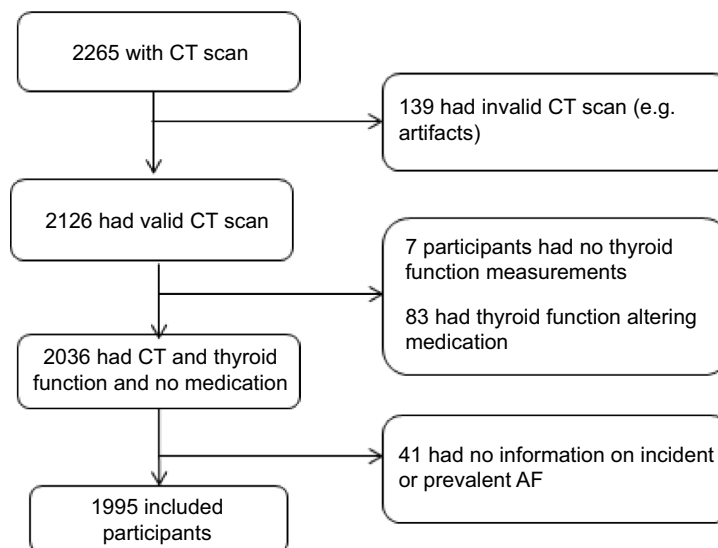 2265 with CT scan
139 had invalid CT scan (e.g.
artifacts)
2126 had valid CT scan
7 participants had no thyroid
function measurements
83 had thyroid function altering
medication
2036 had CT and thyroid
function and no medication
41 had no information on incident
or prevalent AF
1995 included
participants